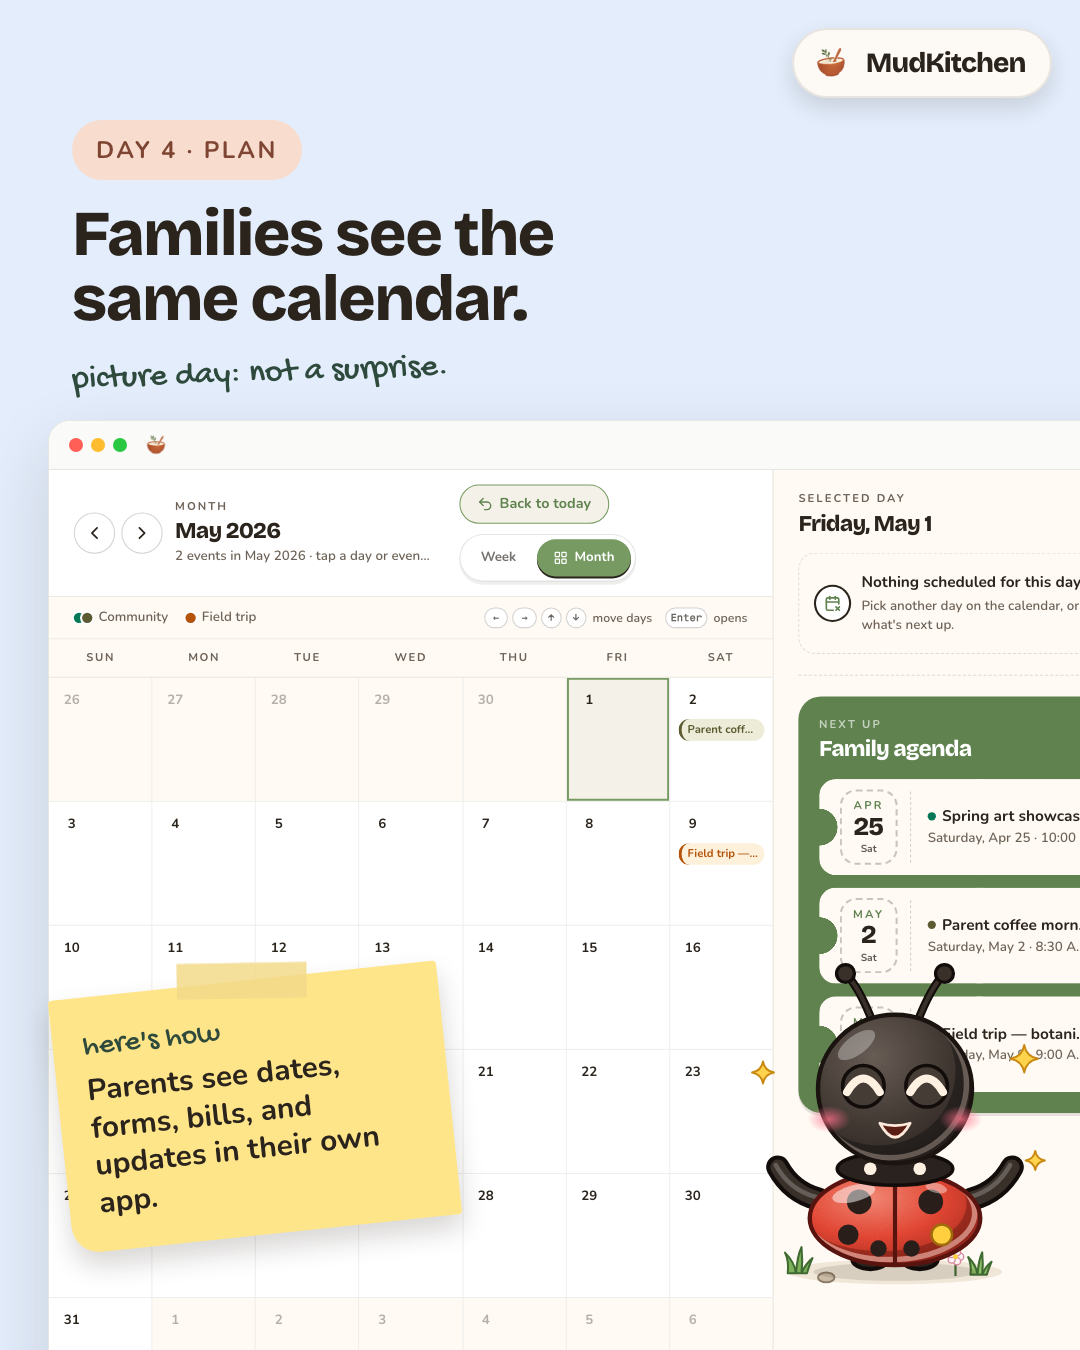 MudKitchen
DAY 4 · PLAN
Families see the
same calendar.
picture day: not a surprise.
MONTH
May 2026
2 events in May 2026 · tap a day or even...
Back to today
Week Month
SELECTED DAY
Friday, May 1
Nothing scheduled for this day
Pick another day on the calendar, or
what's next up.
Community Field trip ← → ↑ ↓ move days Enter opens
SUN MON TUE WED THU FRI SAT
26 27 28 29 30 1 2
Parent coff...
3 4 5 6 7 8 9
Field trip —...
10 11 12 13 14 15 16
21 22 23
28 29 30
31 1 2 3 4 5 6
NEXT UP
Family agenda
APR
25
Sat
Spring art showcas
Saturday, Apr 25 · 10:00
MAY
2
Sat
Parent coffee morn.
Saturday, May 2 · 8:30 A.
Field trip — botani.
day, May 9:00 A.
here's how
Parents see dates,
forms, bills, and
updates in their own
app.